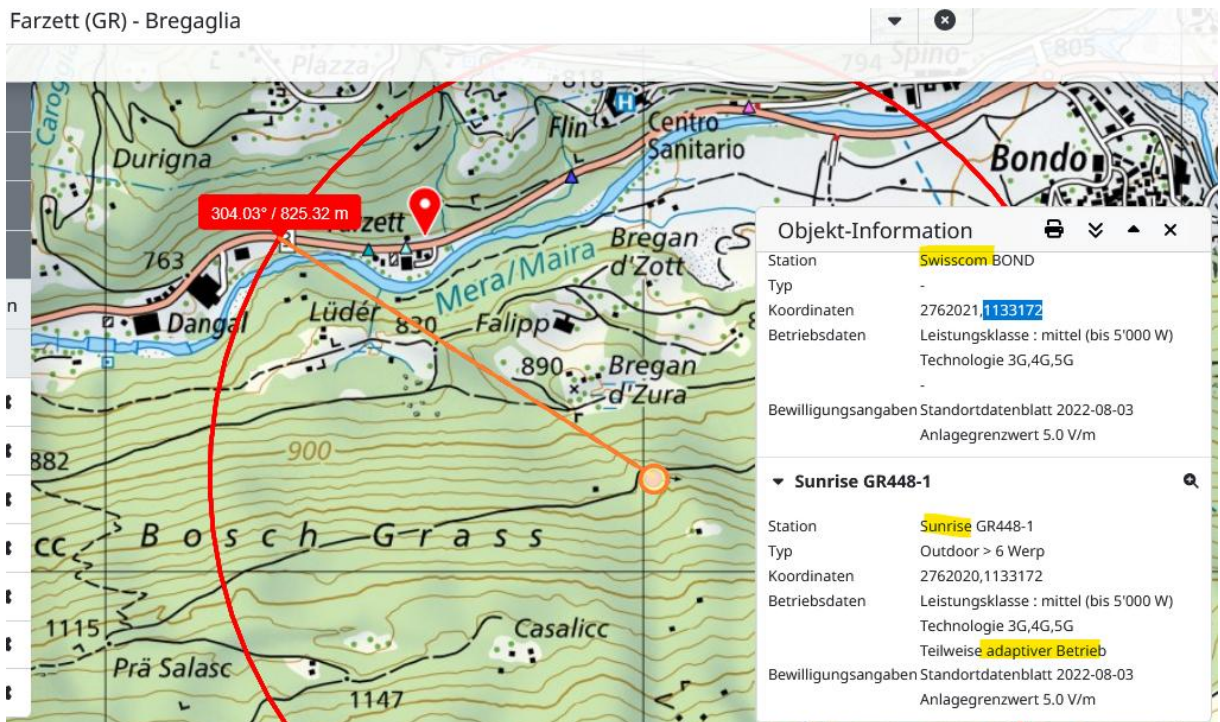 Farzett (GR) - Bregaglia
Plazza
818
794
Spino
805
Flin
H
Centro
Sanitario
Durigna
Bondo
304.03° / 825.32 m
763
Bregan
d'Zott
Mera/Maira
Dangal
Lüdér
820
Falipp
890
Bregan
d'Zura
900
882
Bosch Grass
cc
1115
Casalicc
Prä Salasc
1147
n
Objekt-Information
Station Swisscom BOND
Typ -
Koordinaten 2762021,1133172
Betriebsdaten Leistungsklasse : mittel (bis 5'000 W)
Technologie 3G,4G,5G
-
Bewilligungsangaben Standortdatenblatt 2022-08-03
Anlagegrenzwert 5.0 V/m
Sunrise GR448-1
Station Sunrise GR448-1
Typ Outdoor > 6 Werp
Koordinaten 2762020,1133172
Betriebsdaten Leistungsklasse : mittel (bis 5'000 W)
Technologie 3G,4G,5G
Teilweise adaptiver Betrieb
Bewilligungsangaben Standortdatenblatt 2022-08-03
Anlagegrenzwert 5.0 V/m